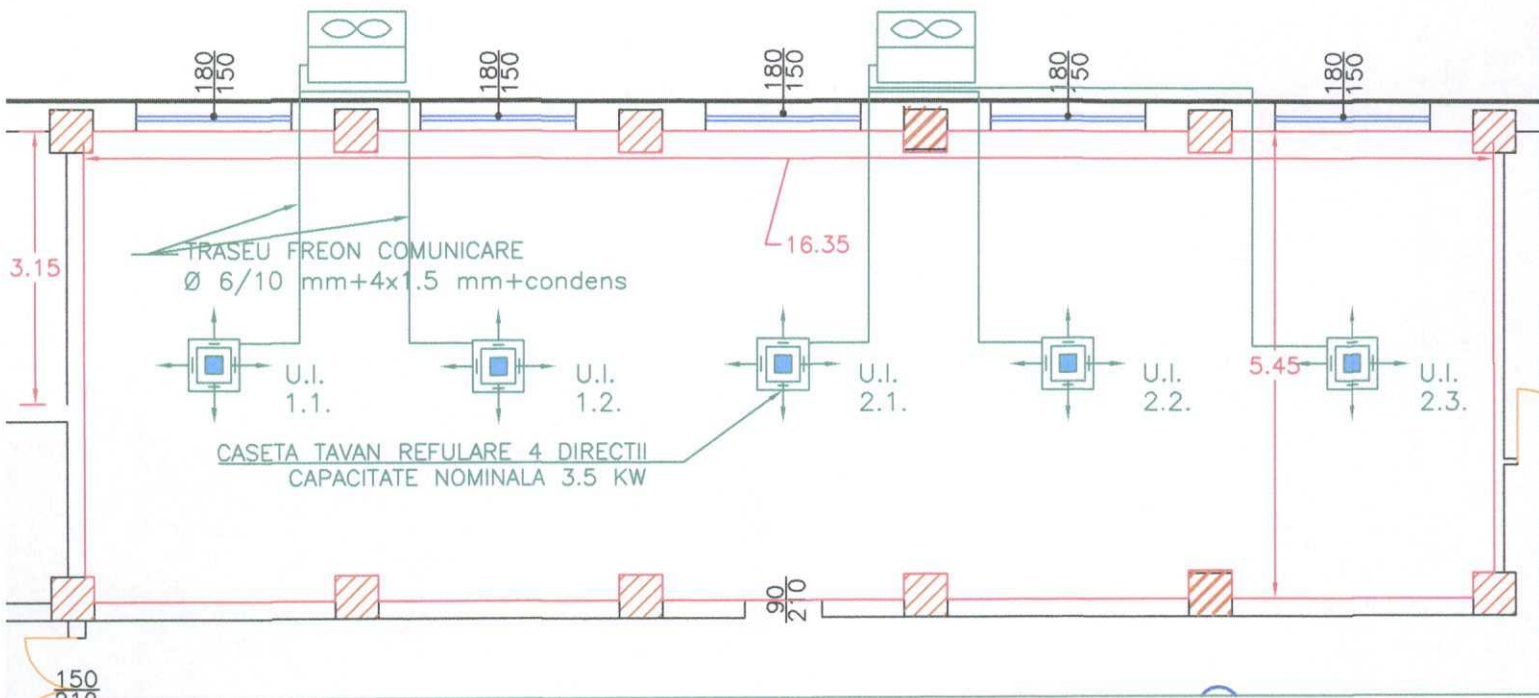 180
150
180
150
180
150
180
150
180
150
3.15
TRASEU FREON COMUNICARE
Ø 6/10 mm+4x1.5 mm+condens
16.35
5.45
U.I.
1.1.
U.I.
1.2.
U.I.
2.1.
U.I.
2.2.
U.I.
2.3.
CASETA TAVAN REFULARE 4 DIRECTII
CAPACITATE NOMINALA 3.5 KW
90
210
150
210